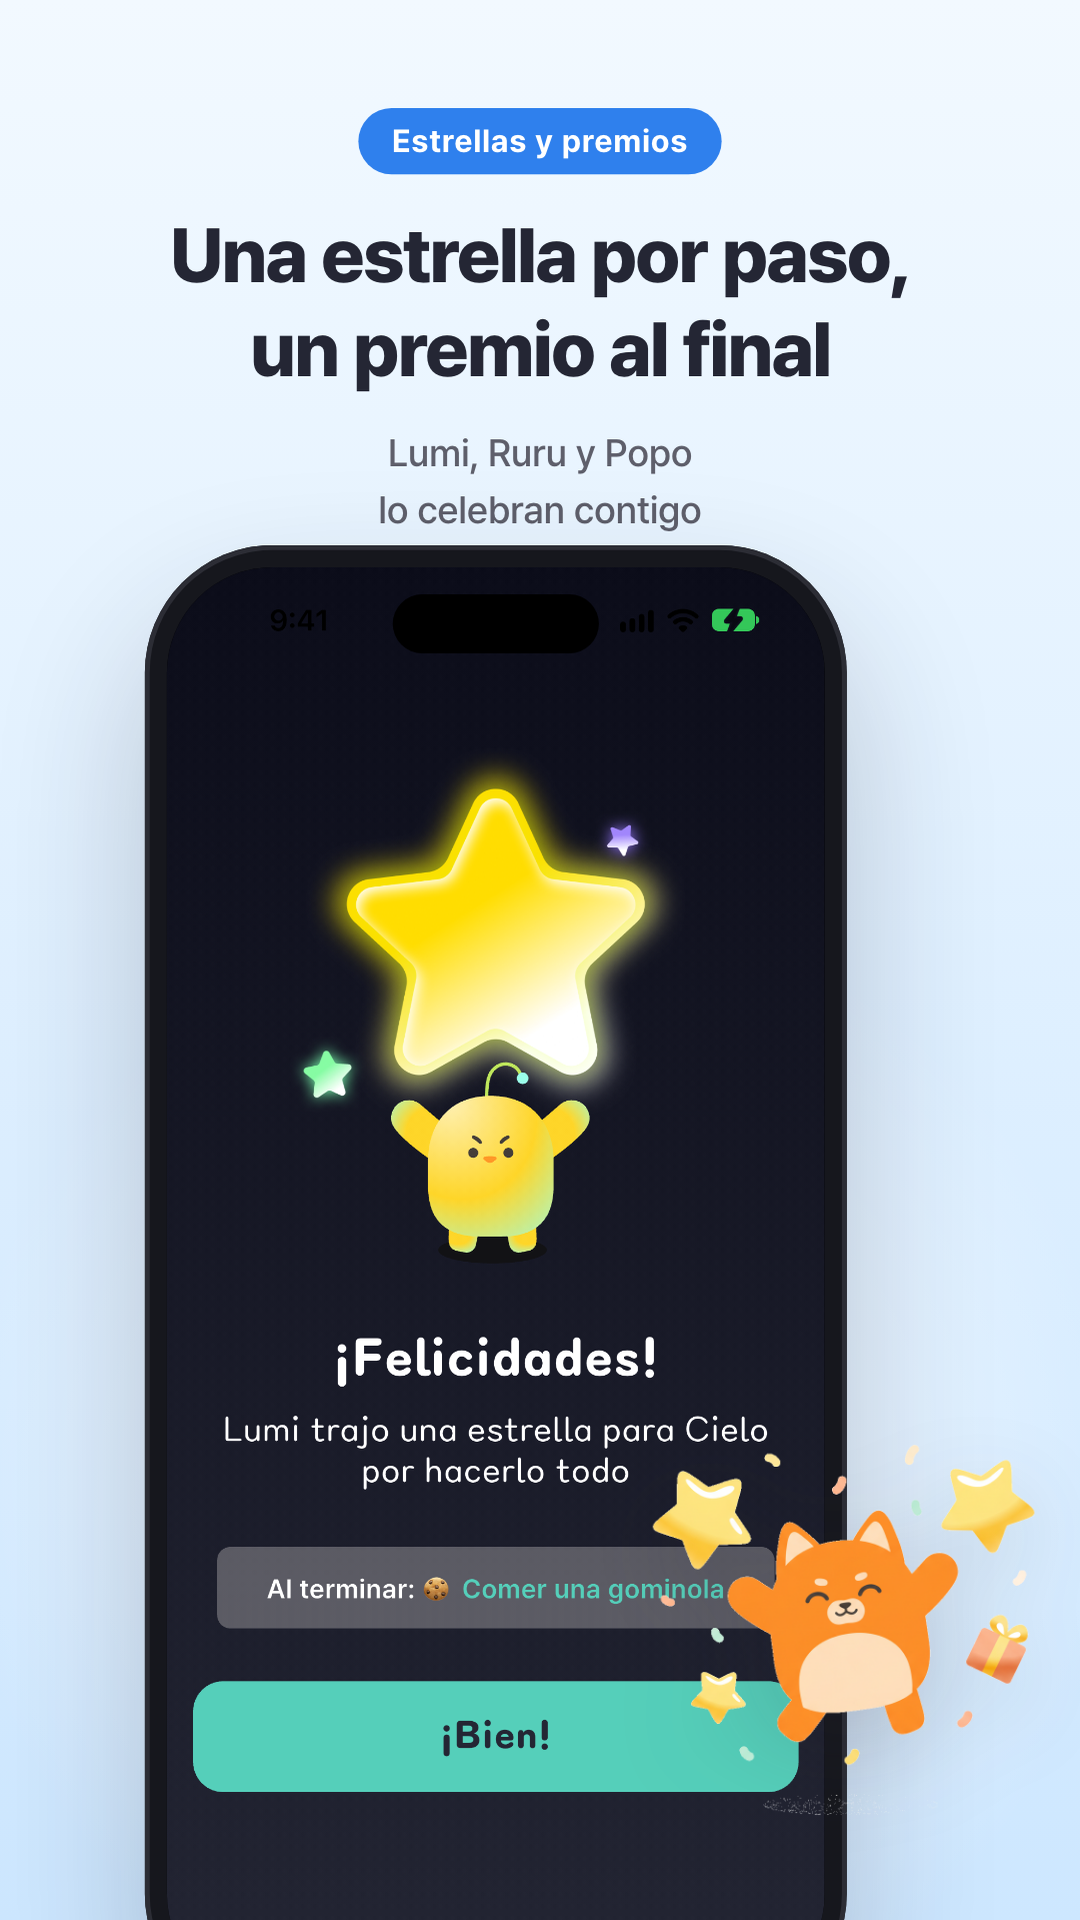 Estrellas y premios
Una estrella por paso,
un premio al final
Lumi, Ruru y Popo
lo celebran contigo
9:41
¡Felicidades!
Lumi trajo una estrella para Cielo
por hacerlo todo
Al terminar: 🍪 Comer una gominola
¡Bien!